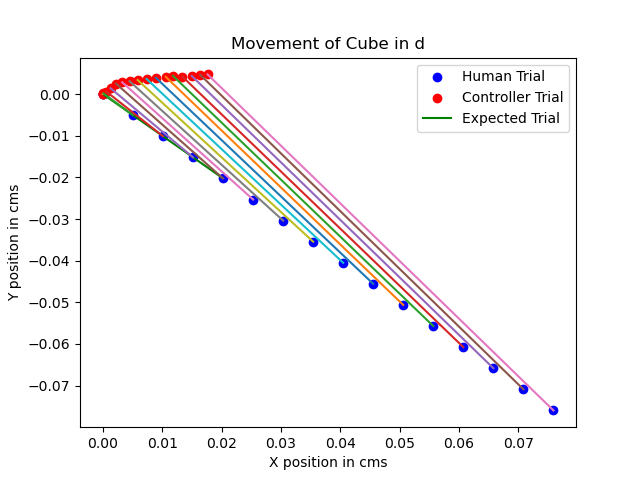 Movement of Cube in d
Human Trial
Controller Trial
Expected Trial
0.00
−0.01
−0.02
−0.03
−0.04
−0.05
−0.06
−0.07
Y position in cms
0.00 0.01 0.02 0.03 0.04 0.05 0.06 0.07
X position in cms